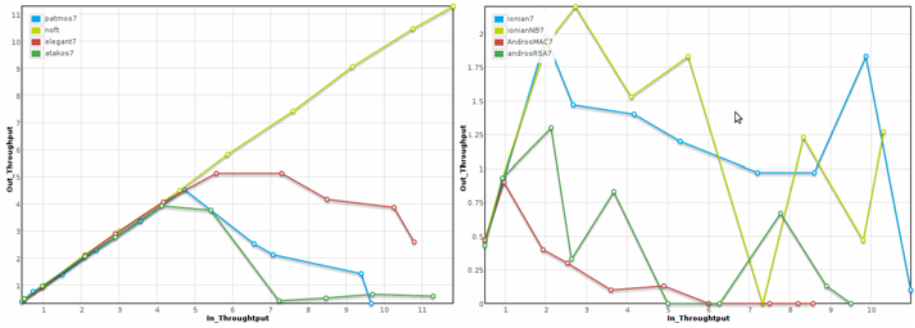 patmos7
noft
elegant7
atakos7
11
10
9
8
7
6
5
4
3
2
1
Out_Throughput
1 2 3 4 5 6 7 8 9 10 11
In_Throughtput
ionian7
ionianNB7
AndrosMAC7
androsRSA7
2
1.75
1.5
1.25
1
0.75
0.5
0.25
0
Out_Throughput
1 2 3 4 5 6 7 8 9 10
In_Throughtput